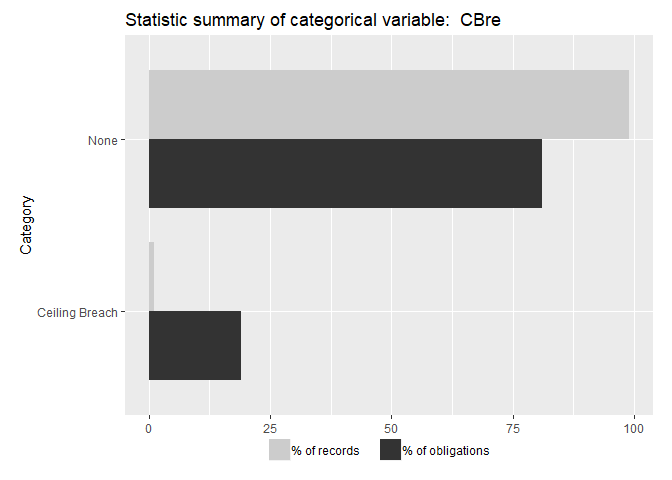 Statistic summary of categorical variable:  CBre
Category
None
Ceiling Breach
0 25 50 75 100
% of records % of obligations